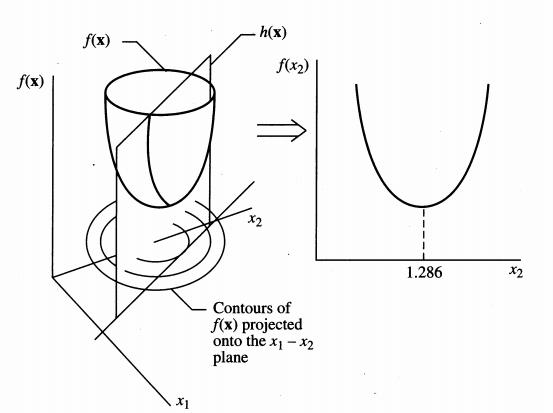 f(x)
h(x)
f(x)
f(x₂)
x₂
1.286
x₂
Contours of
f(x) projected
onto the x₁ – x₂
plane
x₁